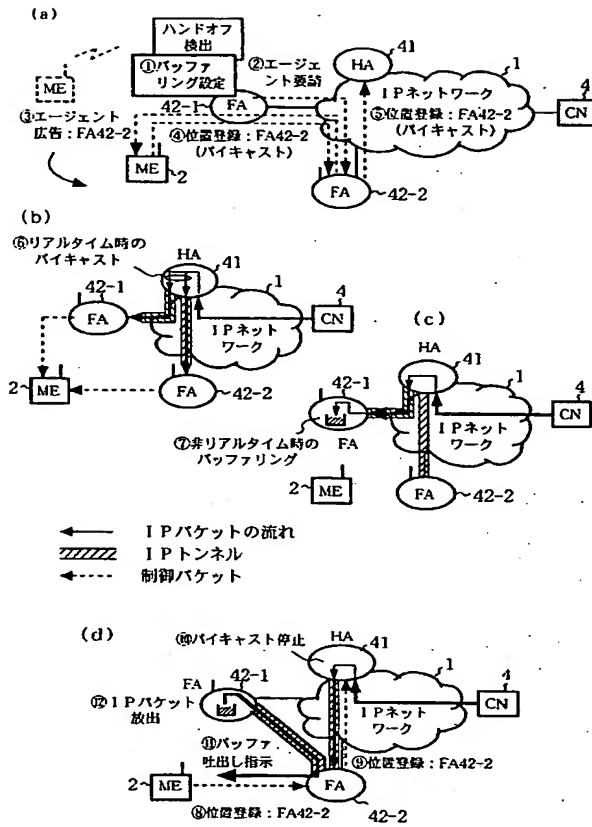 (a)
ハンドオフ
検出
①バッファ
リング設定
②エージェ
ント要請
HA
41
1
4
ME
FA
42-1
IPネットワーク
CN
③エージェント
広告:FA42-2
④位置登録:FA42-2
(バイキャスト)
⑤位置登録:FA42-2
(バイキャスト)
ME
2
FA
42-2
(b)
⑥リアルタイム時の
バイキャスト
HA
41
1
4
42-1
FA
CN
IPネット
ワーク
2
ME
FA
42-2
(c)
HA
41
1
4
42-1
FA
IPネット
ワーク
CN
⑦非リアルタイム時の
バッファリング
2
ME
FA
42-2
IPパケットの流れ
IPトンネル
制御パケット
(d)
⑩バイキャスト停止
HA
41
1
4
FA
42-1
⑫IPパケット
放出
IPネット
ワーク
CN
⑪バッファ
吐出し指示
⑨位置登録:FA42-2
2
ME
FA
⑧位置登録:FA42-2
42-2